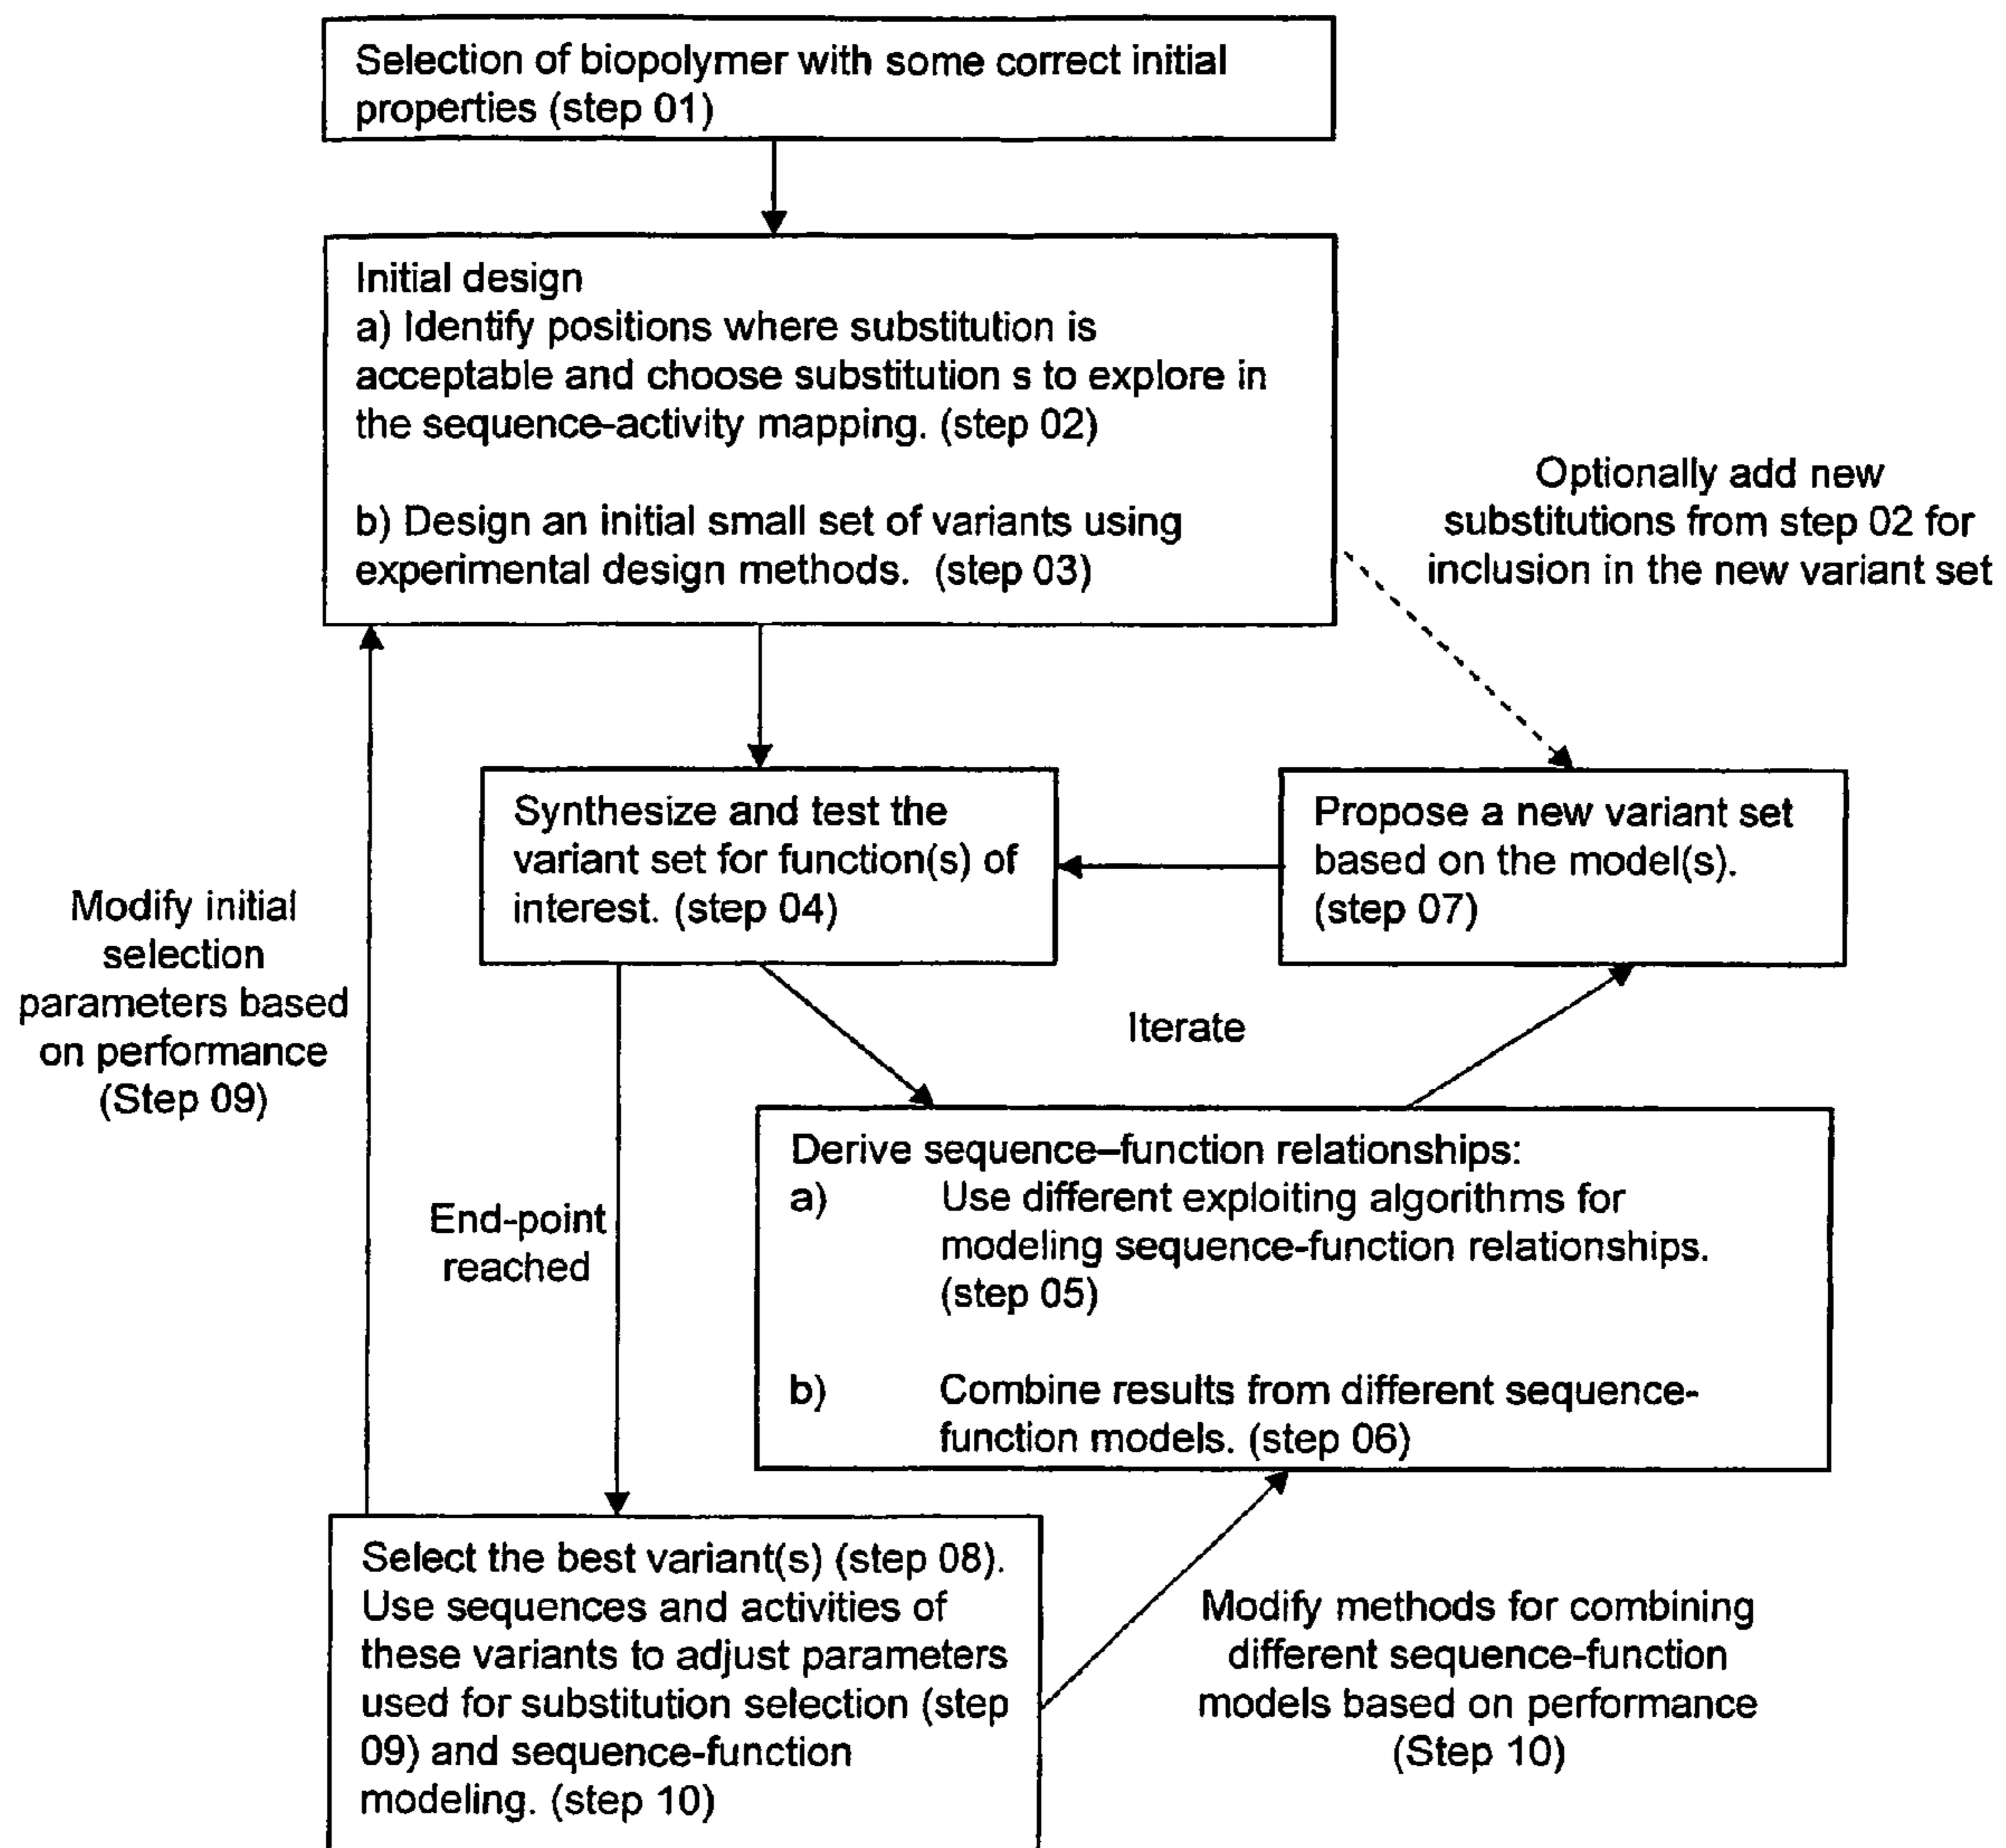 Selection of biopolymer with some correct initial
properties (step 01)
Initial design
a) Identify positions where substitution is
acceptable and choose substitution s to explore in
the sequence-activity mapping. (step 02)
b) Design an initial small set of variants using
experimental design methods. (step 03)
Optionally add new
substitutions from step 02 for
inclusion in the new variant set
Synthesize and test the
variant set for function(s) of
interest. (step 04)
Propose a new variant set
based on the model(s).
(step 07)
Modify initial
selection
parameters based
on performance
(Step 09)
Iterate
Derive sequence–function relationships:
a) Use different exploiting algorithms for
modeling sequence-function relationships.
(step 05)
b) Combine results from different sequence-
function models. (step 06)
End-point
reached
Select the best variant(s) (step 08).
Use sequences and activities of
these variants to adjust parameters
used for substitution selection (step
09) and sequence-function
modeling. (step 10)
Modify methods for combining
different sequence-function
models based on performance
(Step 10)